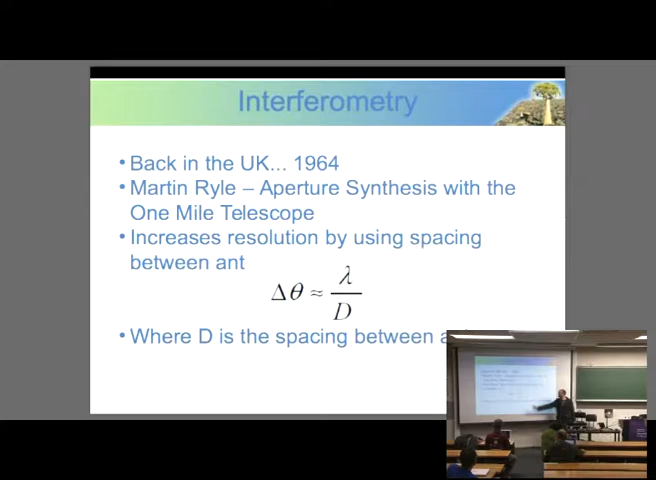 Interferometry
• Back in the UK... 1964
• Martin Ryle – Aperture Synthesis with the
One Mile Telescope
• Increases resolution by using spacing
between ant
Δθ ≈ λ/D
• Where D is the spacing between